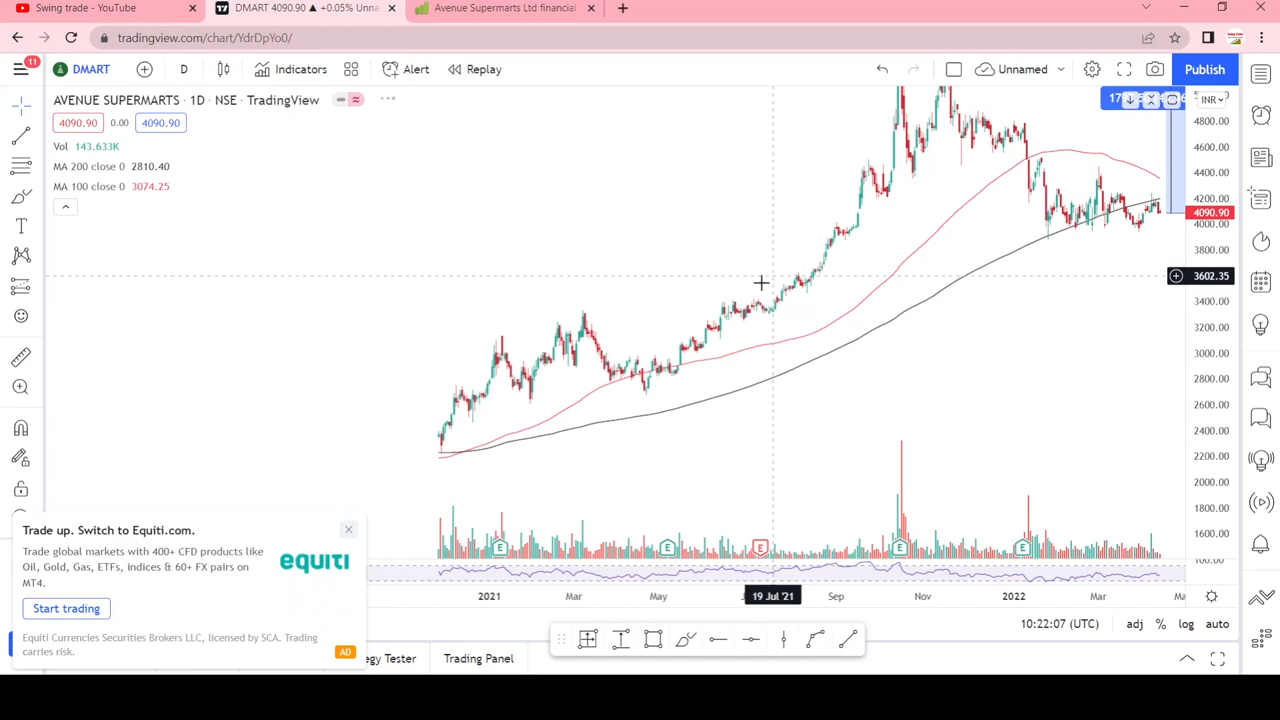 Swing trade - YouTube
DMART 4090.90 ▲ +0.05% Unna
Avenue Supermarts Ltd financial
tradingview.com/chart/YdrDpYo0/
11
DMART
D
Indicators
Alert
Replay
Unnamed
Publish
AVENUE SUPERMARTS · 1D · NSE · TradingView
INR
4090.90
0.00
4090.90
Vol 143.633K
MA 200 close 0 2810.40
MA 100 close 0 3074.25
4800.00
4600.00
4400.00
4200.00
4090.90
4000.00
3800.00
3602.35
3400.00
3200.00
3000.00
2800.00
2600.00
2400.00
2200.00
2000.00
1800.00
1600.00
E
E
E
E
E
2021
Mar
May
19 Jul '21
Sep
Nov
2022
Mar
Ma
Trade up. Switch to Equiti.com.
Trade global markets with 400+ CFD products like
Oil, Gold, Gas, ETFs, indices & 60+ FX pairs on
MT4.
equiti
Start trading
Equiti Currencies Securities Brokers LLC, licensed by SCA. Trading
carries risk.
AD
10:22:07 (UTC)
adj
%
log
auto
egy Tester
Trading Panel